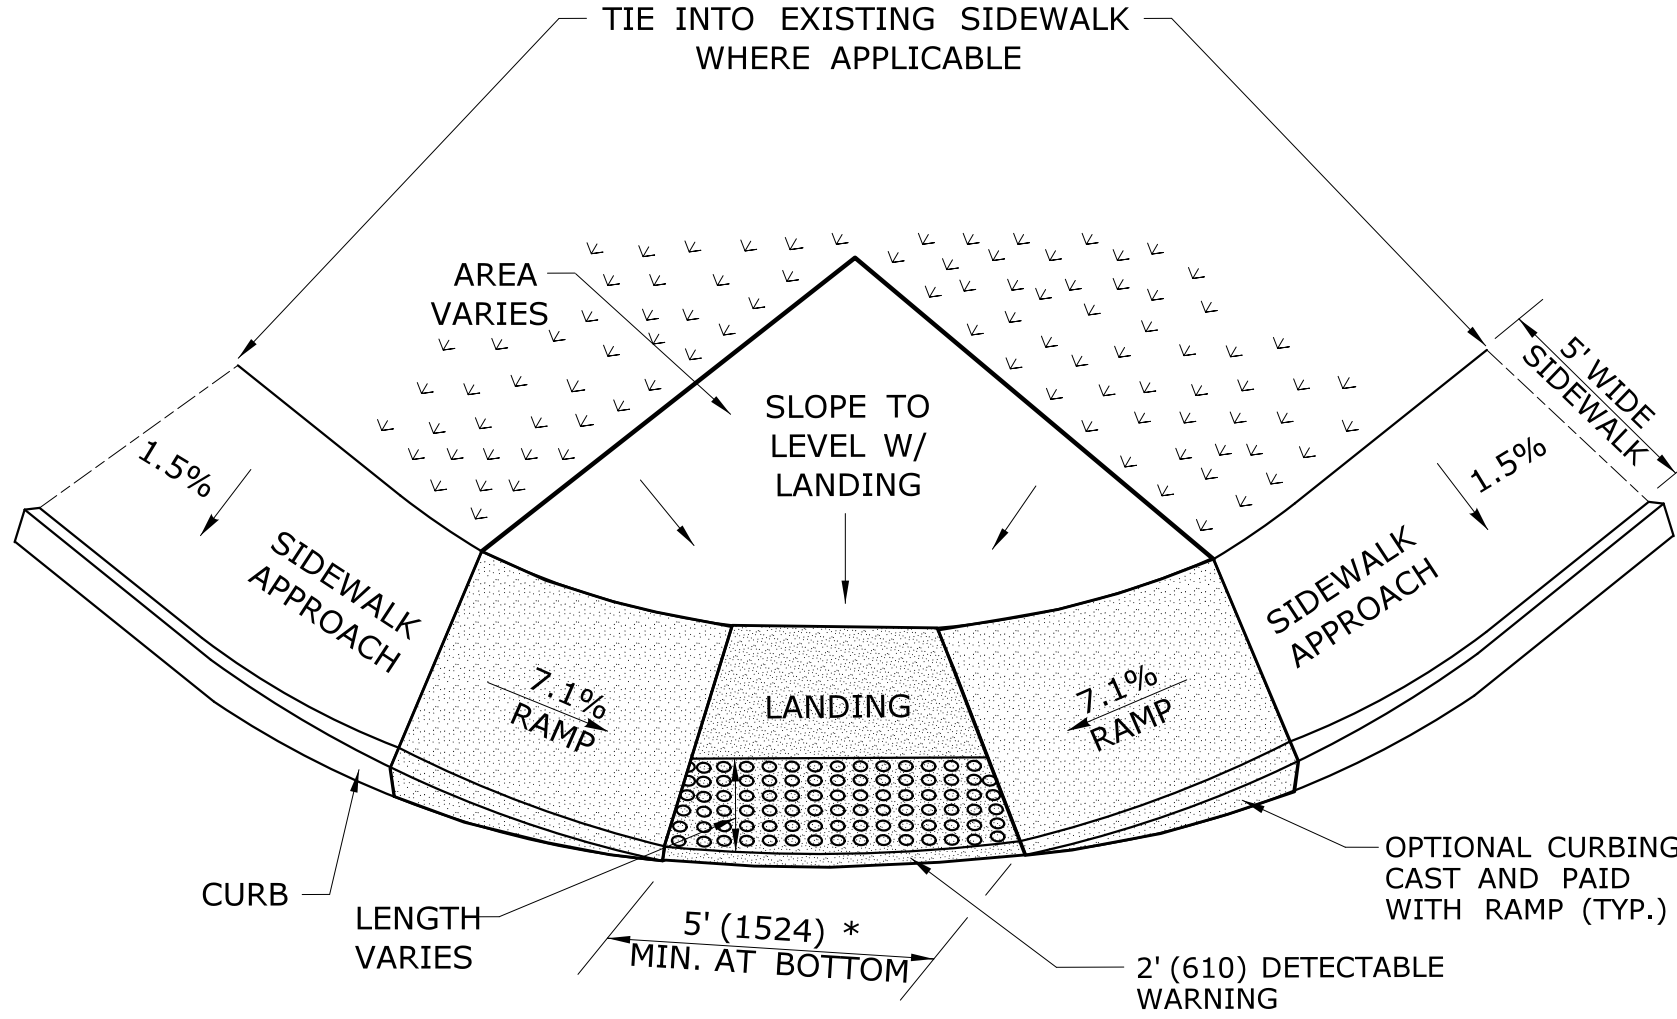 TIE INTO EXISTING SIDEWALK
WHERE APPLICABLE
AREA
VARIES
SLOPE TO
LEVEL W/
LANDING
5' WIDE
SIDEWALK
1.5%
SIDEWALK
APPROACH
1.5%
SIDEWALK
APPROACH
7.1%
RAMP
LANDING
7.1%
RAMP
CURB
LENGTH
VARIES
5' (1524) *
MIN. AT BOTTOM
OPTIONAL CURBING
CAST AND PAID
WITH RAMP (TYP.)
2' (610) DETECTABLE
WARNING